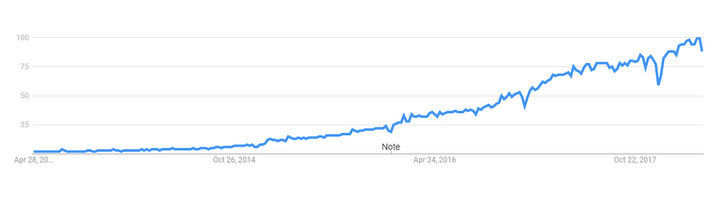 100
75
50
25
Note
Apr 28, 20...
Oct 26, 2014
Apr 24, 2016
Oct 22, 2017